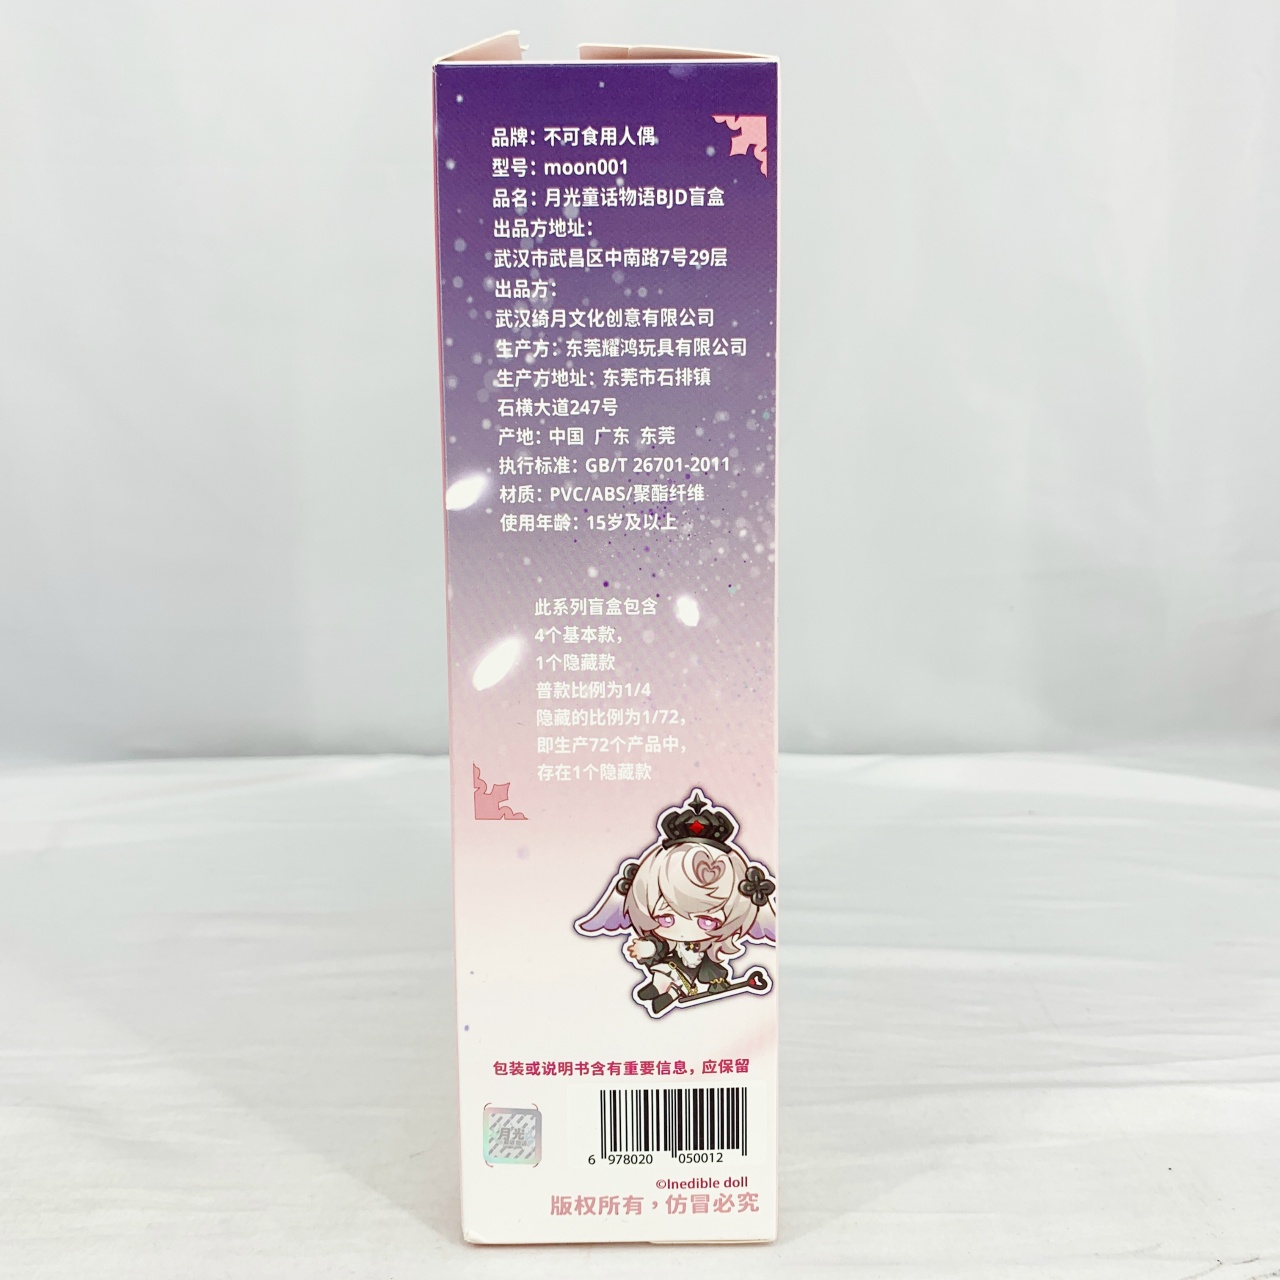 品牌：不可食用人偶
型号：moon001
品名：月光童话物语BJD盲盒
出品方地址：
武汉市武昌区中南路7号29层
出品方：
武汉绮月文化创意有限公司
生产方：东莞耀鸿玩具有限公司
生产方地址：东莞市石排镇
石横大道247号
产地：中国 广东 东莞
执行标准：GB/T 26701-2011
材质：PVC/ABS/聚酯纤维
使用年龄：15岁及以上
此系列盲盒包含
4个基本款，
1个隐藏款
普款比例为1/4
隐藏的比例为1/72，
即生产72个产品中，
存在1个隐藏款
包装或说明书含有重要信息，应保留
月光
6 978020 050012
©Inedible doll
版权所有，仿冒必究